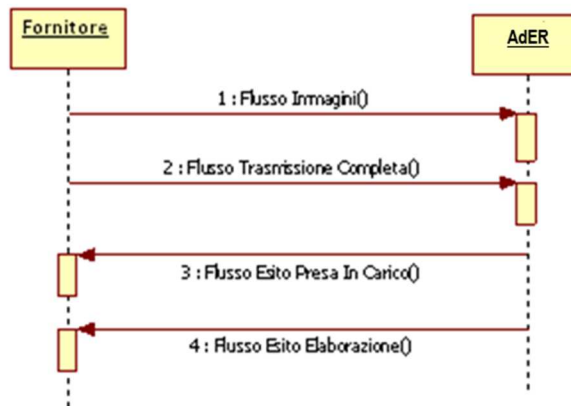 Fornitore
AdER
1 : Flusso Immagini()
2 : Flusso Trasmissione Completa()
3 : Flusso Esito Presa In Carico()
4 : Flusso Esito Elaborazione()